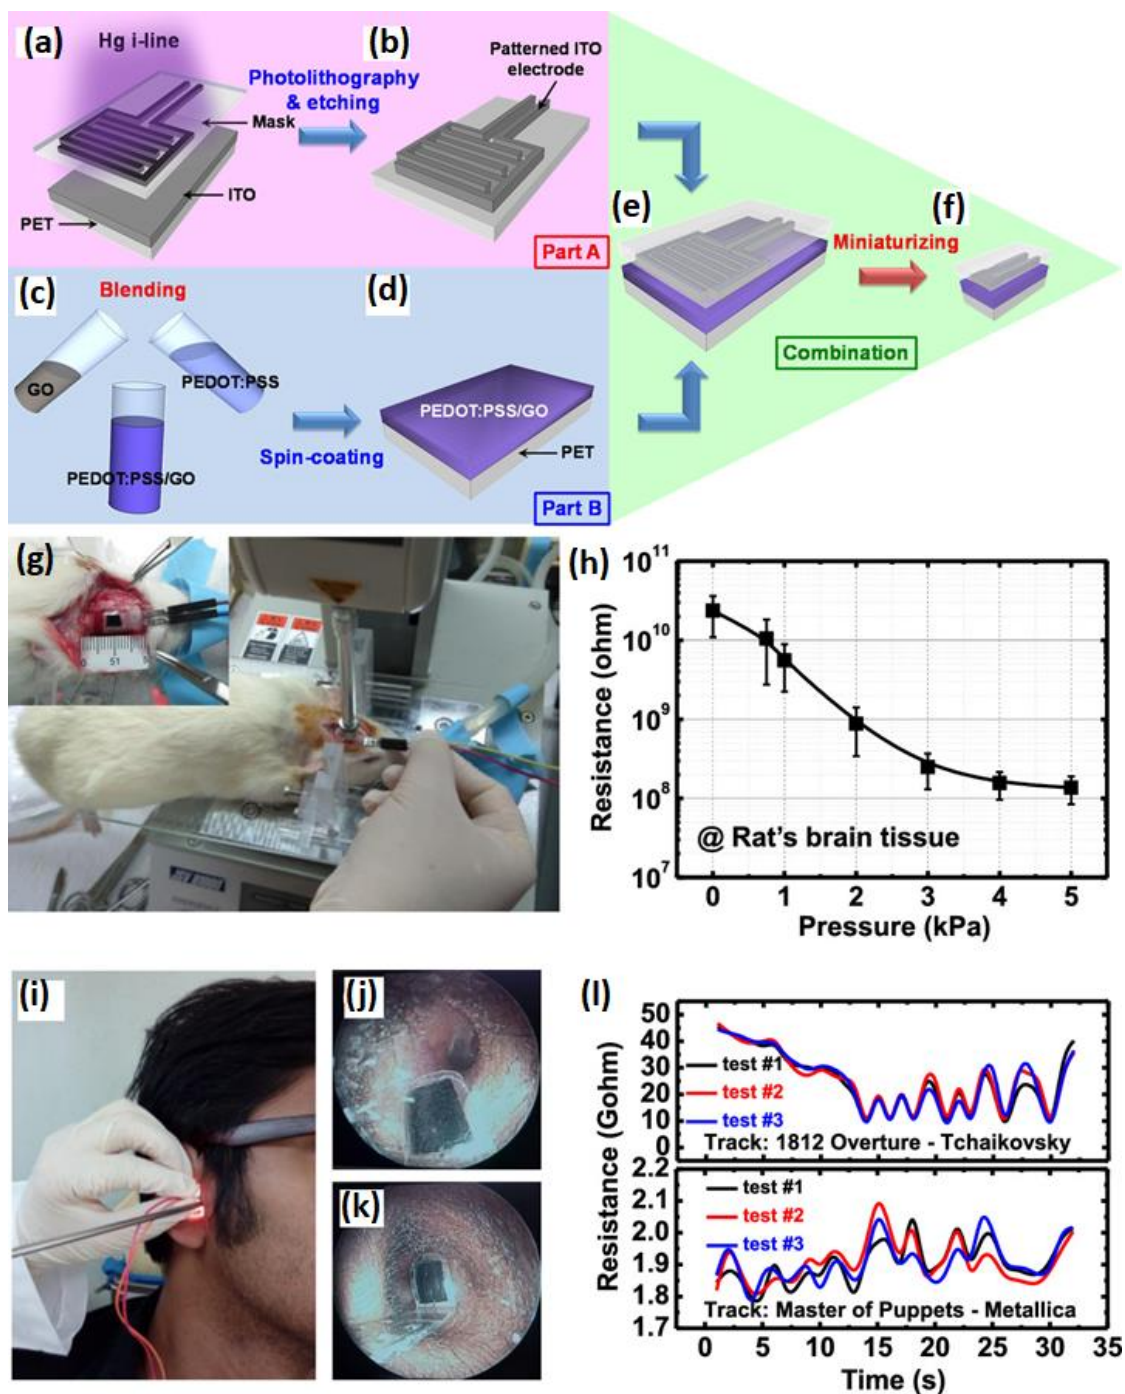 (a)
Hg i-line
Mask
ITO
PET
Photolithography
& etching
(b)
Patterned ITO
electrode
Part A
(c)
Blending
GO
PEDOT:PSS
PEDOT:PSS/GO
Spin-coating
(d)
PEDOT:PSS/GO
PET
Part B
(e)
Miniaturizing
(f)
Combination
(g)
0 51
(h)
Resistance (ohm)
10^11
10^10
10^9
10^8
10^7
@ Rat's brain tissue
0 1 2 3 4 5
Pressure (kPa)
(i)
(j)
(k)
(l)
Resistance (Gohm)
50
40
30
20
10
0
test #1
test #2
test #3
Track: 1812 Overture - Tchaikovsky
2.2
2.1
2.0
1.9
1.8
1.7
test #1
test #2
test #3
Track: Master of Puppets - Metallica
0 5 10 15 20 25 30 35
Time (s)